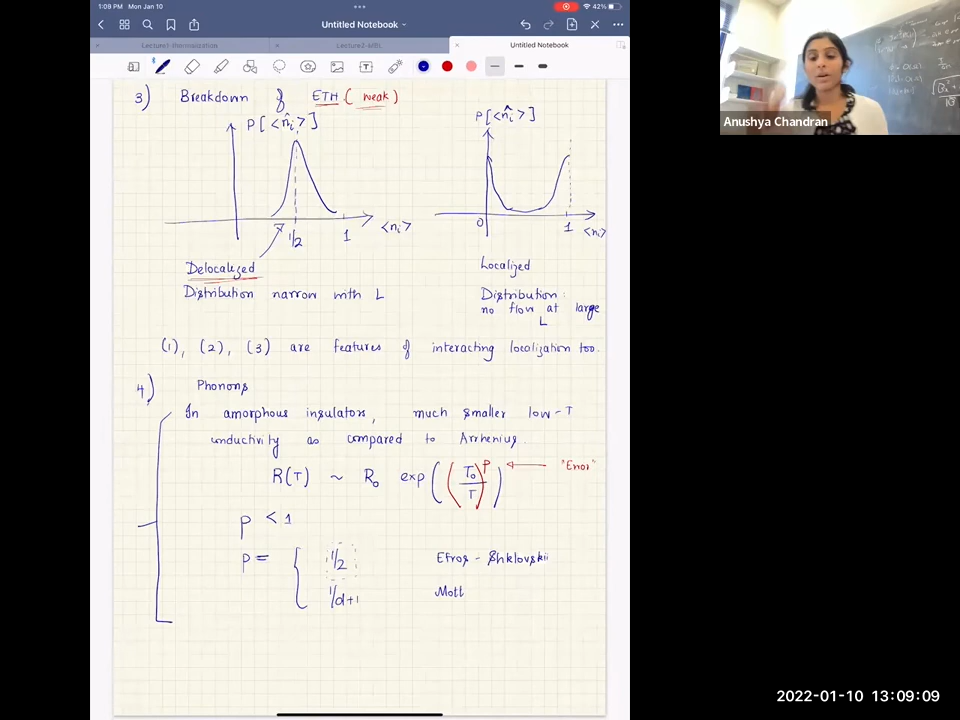 1:09 PM Mon Jan 10
42%
Untitled Notebook
Lecture1-thermalization
Lecture2-MBL
Untitled Notebook
3) Breakdown of ETH (weak)
P[<n̂i>]
P[<n̂i>]
1/2
1
<ni>
0
1
<ni>
Delocalized
Localized
Distribution narrow with L
Distribution:
no flow at large
L
(1), (2), (3) are features of interacting localization too.
4) Phonons
In amorphous insulators, much smaller low-T
conductivity as compared to Arrhenius.
R(T) ~ R0 exp((T0/T)^p)
"Error"
p < 1
p = { 1/2 Efros - Shklovskii
1/d+1 Mott
Anushya Chandran
2022-01-10 13:09:09